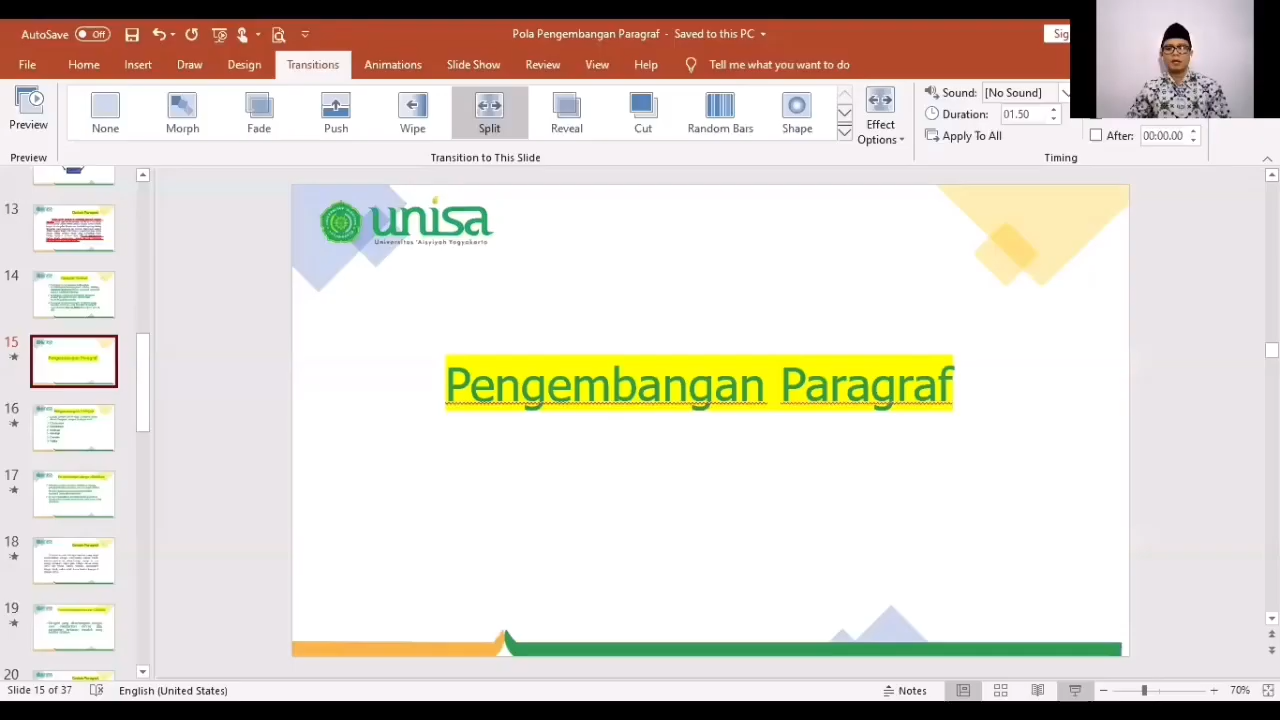 AutoSave Off
Pola Pengembangan Paragraf - Saved to this PC
Sig
File Home Insert Draw Design Transitions Animations Slide Show Review View Help Tell me what you want to do
Preview
None Morph Fade Push Wipe Split Reveal Cut Random Bars Shape
Effect Options
Sound: [No Sound]
Duration: 01.50
Apply To All
After: 00:00.00
Preview
Transition to This Slide
Timing
13
14
15
16
17
18
19
20
unisa
Universitas 'Aisyiyah Yogyakarta
Pengembangan Paragraf
Slide 15 of 37
English (United States)
Notes
70%